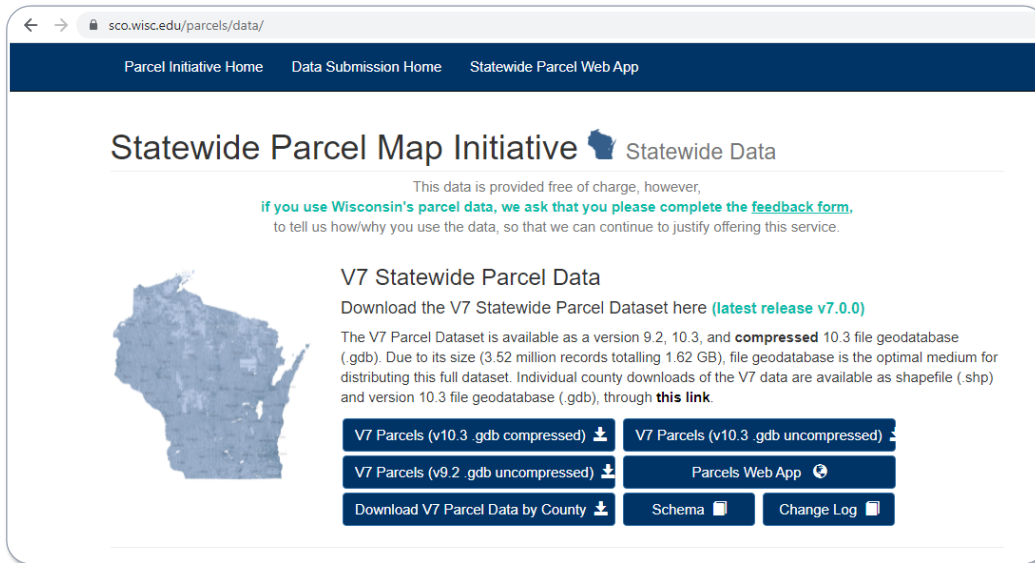 sco.wisc.edu/parcels/data/
Parcel Initiative Home Data Submission Home Statewide Parcel Web App
Statewide Parcel Map Initiative Statewide Data
This data is provided free of charge, however,
if you use Wisconsin's parcel data, we ask that you please complete the feedback form,
to tell us how/why you use the data, so that we can continue to justify offering this service.
V7 Statewide Parcel Data
Download the V7 Statewide Parcel Dataset here (latest release v7.0.0)
The V7 Parcel Dataset is available as a version 9.2, 10.3, and compressed 10.3 file geodatabase
(.gdb). Due to its size (3.52 million records totalling 1.62 GB), file geodatabase is the optimal medium for
distributing this full dataset. Individual county downloads of the V7 data are available as shapefile (.shp)
and version 10.3 file geodatabase (.gdb), through this link.
V7 Parcels (v10.3 .gdb compressed) V7 Parcels (v10.3 .gdb uncompressed)
V7 Parcels (v9.2 .gdb uncompressed) Parcels Web App
Download V7 Parcel Data by County Schema Change Log